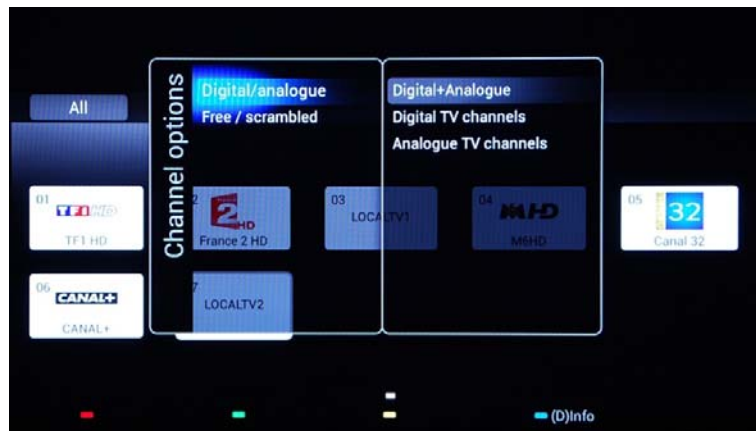 All
Channel options
Digital/analogue
Free / scrambled
Digital+Analogue
Digital TV channels
Analogue TV channels
01
TF1 HD
TF1 HD
2
2 HD
France 2 HD
03
LOCALTV1
04
M6HD
M6HD
05
32
Canal 32
06
CANAL+
CANAL+
7
LOCALTV2
(D)Info